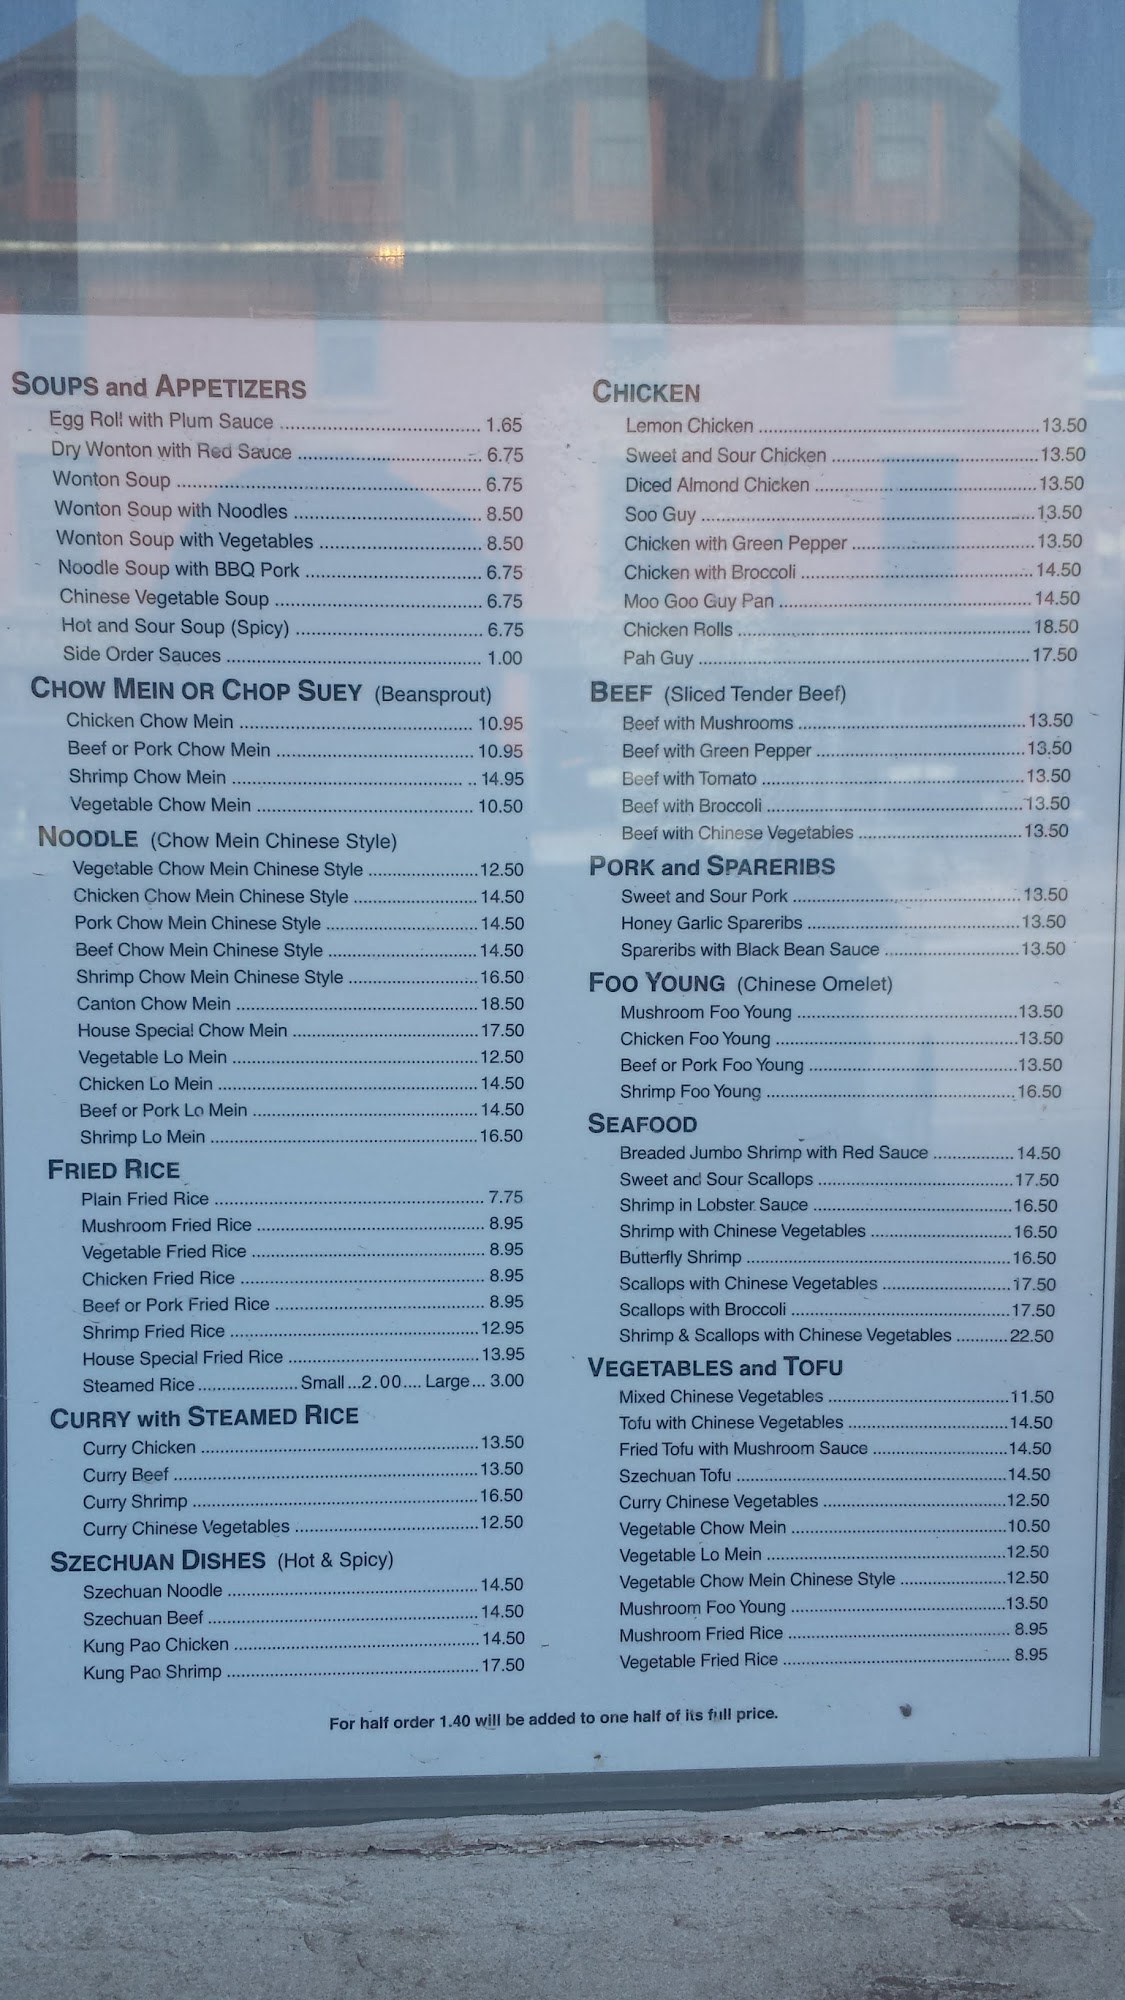 SOUPS and APPETIZERS
Egg Roll with Plum Sauce ........ 1.65
Dry Wonton with Red Sauce ........ 6.75
Wonton Soup ........ 6.75
Wonton Soup with Noodles ........ 8.50
Wonton Soup with Vegetables ........ 8.50
Noodle Soup with BBQ Pork ........ 6.75
Chinese Vegetable Soup ........ 6.75
Hot and Sour Soup (Spicy) ........ 6.75
Side Order Sauces ........ 1.00
CHOW MEIN OR CHOP SUEY (Beansprout)
Chicken Chow Mein ........ 10.95
Beef or Pork Chow Mein ........ 10.95
Shrimp Chow Mein ........ 14.95
Vegetable Chow Mein ........ 10.50
NOODLE (Chow Mein Chinese Style)
Vegetable Chow Mein Chinese Style ........ 12.50
Chicken Chow Mein Chinese Style ........ 14.50
Pork Chow Mein Chinese Style ........ 14.50
Beef Chow Mein Chinese Style ........ 14.50
Shrimp Chow Mein Chinese Style ........ 16.50
Canton Chow Mein ........ 18.50
House Special Chow Mein ........ 17.50
Vegetable Lo Mein ........ 12.50
Chicken Lo Mein ........ 14.50
Beef or Pork Lo Mein ........ 14.50
Shrimp Lo Mein ........ 16.50
FRIED RICE
Plain Fried Rice ........ 7.75
Mushroom Fried Rice ........ 8.95
Vegetable Fried Rice ........ 8.95
Chicken Fried Rice ........ 8.95
Beef or Pork Fried Rice ........ 8.95
Shrimp Fried Rice ........ 12.95
House Special Fried Rice ........ 13.95
Steamed Rice ........ Small ...2.00.... Large... 3.00
CURRY with STEAMED RICE
Curry Chicken ........ 13.50
Curry Beef ........ 13.50
Curry Shrimp ........ 16.50
Curry Chinese Vegetables ........ 12.50
SZECHUAN DISHES (Hot & Spicy)
Szechuan Noodle ........ 14.50
Szechuan Beef ........ 14.50
Kung Pao Chicken ........ 14.50
Kung Pao Shrimp ........ 17.50
CHICKEN
Lemon Chicken ........ 13.50
Sweet and Sour Chicken ........ 13.50
Diced Almond Chicken ........ 13.50
Soo Guy ........ 13.50
Chicken with Green Pepper ........ 13.50
Chicken with Broccoli ........ 14.50
Moo Goo Guy Pan ........ 14.50
Chicken Rolls ........ 18.50
Pah Guy ........ 17.50
BEEF (Sliced Tender Beef)
Beef with Mushrooms ........ 13.50
Beef with Green Pepper ........ 13.50
Beef with Tomato ........ 13.50
Beef with Broccoli ........ 13.50
Beef with Chinese Vegetables ........ 13.50
PORK and SPARERIBS
Sweet and Sour Pork ........ 13.50
Honey Garlic Spareribs ........ 13.50
Spareribs with Black Bean Sauce ........ 13.50
FOO YOUNG (Chinese Omelet)
Mushroom Foo Young ........ 13.50
Chicken Foo Young ........ 13.50
Beef or Pork Foo Young ........ 13.50
Shrimp Foo Young ........ 16.50
SEAFOOD
Breaded Jumbo Shrimp with Red Sauce ........ 14.50
Sweet and Sour Scallops ........ 17.50
Shrimp in Lobster Sauce ........ 16.50
Shrimp with Chinese Vegetables ........ 16.50
Butterfly Shrimp ........ 16.50
Scallops with Chinese Vegetables ........ 17.50
Scallops with Broccoli ........ 17.50
Shrimp & Scallops with Chinese Vegetables ........ 22.50
VEGETABLES and TOFU
Mixed Chinese Vegetables ........ 11.50
Tofu with Chinese Vegetables ........ 14.50
Fried Tofu with Mushroom Sauce ........ 14.50
Szechuan Tofu ........ 14.50
Curry Chinese Vegetables ........ 12.50
Vegetable Chow Mein ........ 10.50
Vegetable Lo Mein ........ 12.50
Vegetable Chow Mein Chinese Style ........ 12.50
Mushroom Foo Young ........ 13.50
Mushroom Fried Rice ........ 8.95
Vegetable Fried Rice ........ 8.95
For half order 1.40 will be added to one half of its full price.